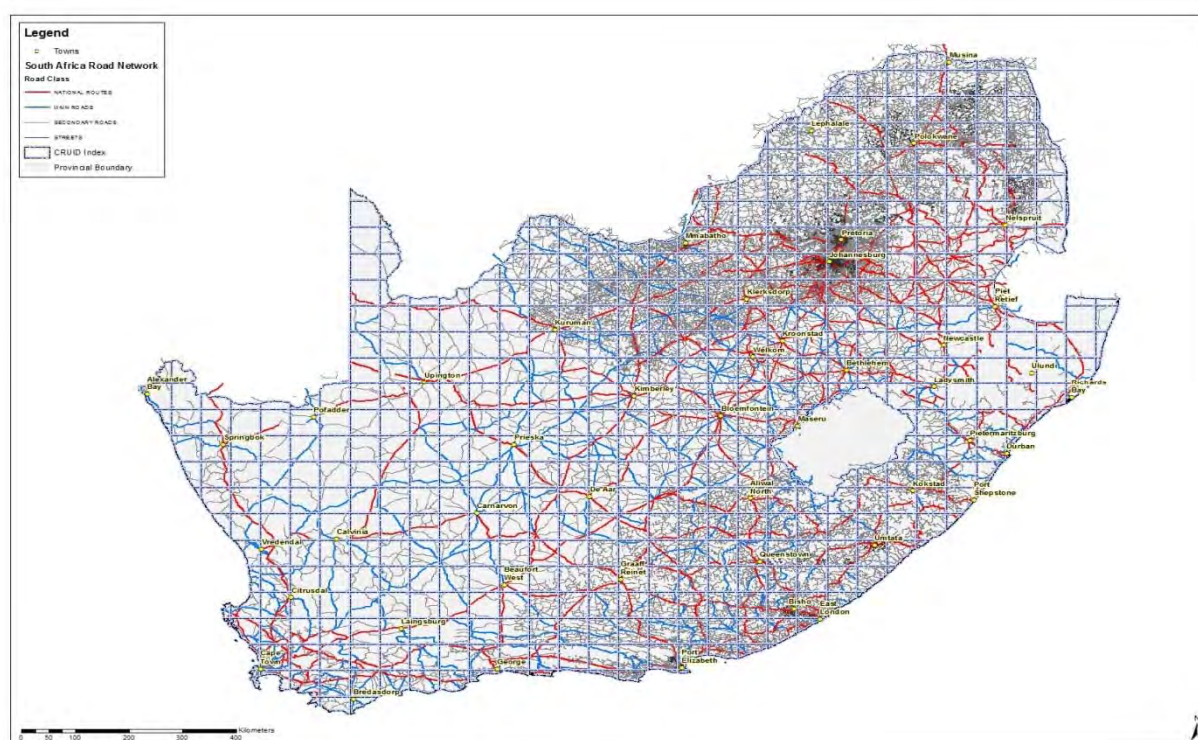 Legend
Towns
South Africa Road Network
Road Class
NATIONAL ROUTES
MAIN ROADS
SECONDARY ROADS
STREETS
CRUID Index
Provincial Boundary
Musina
Lephalale
Polokwane
Nelspruit
Mmabatho
Pretoria
Johannesburg
Klerksdorp
Piet
Retief
Kuruman
Kroonstad
Newcastle
Welkom
Bethlehem
Ulundi
Alexander
Bay
Upington
Ladysmith
Richards
Bay
Kimberley
Pofadder
Bloemfontein
Maseru
Springbok
Prieska
Pietermaritzburg
Durban
De Aar
Aliwal
North
Kokstad
Port
Shepstone
Carnarvon
Calvinia
Vredendal
Umtata
Queenstown
Beaufort
West
Graaff
Reinet
Citrusdal
Bisho
East
London
Laingsburg
Cape
Town
George
Port
Elizabeth
Bredasdorp
Kilometers
0 25 50 100 200 300 400
N